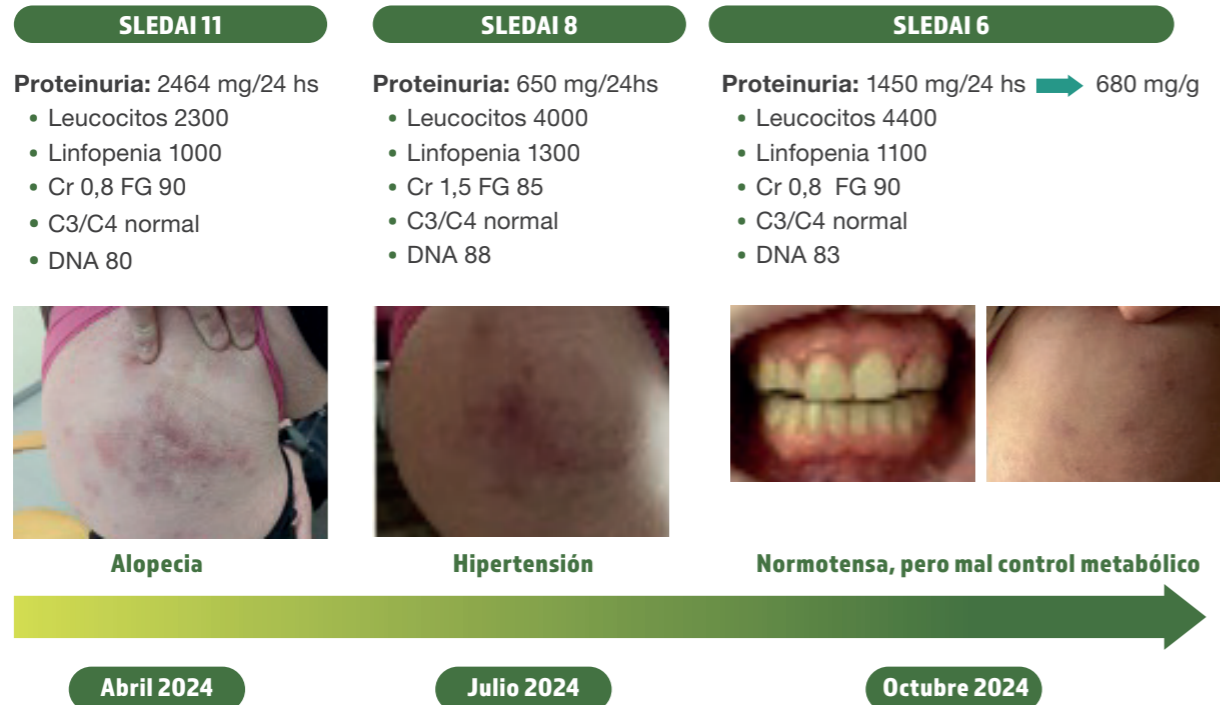 SLEDAI 11
Proteinuria: 2464 mg/24 hs
• Leucocitos 2300
• Linfopenia 1000
• Cr 0,8 FG 90
• C3/C4 normal
• DNA 80
Alopecia
Abril 2024
SLEDAI 8
Proteinuria: 650 mg/24hs
• Leucocitos 4000
• Linfopenia 1300
• Cr 1,5 FG 85
• C3/C4 normal
• DNA 88
Hipertensión
Julio 2024
SLEDAI 6
Proteinuria: 1450 mg/24 hs 680 mg/g
• Leucocitos 4400
• Linfopenia 1100
• Cr 0,8 FG 90
• C3/C4 normal
• DNA 83
Normotensa, pero mal control metabólico
Octubre 2024